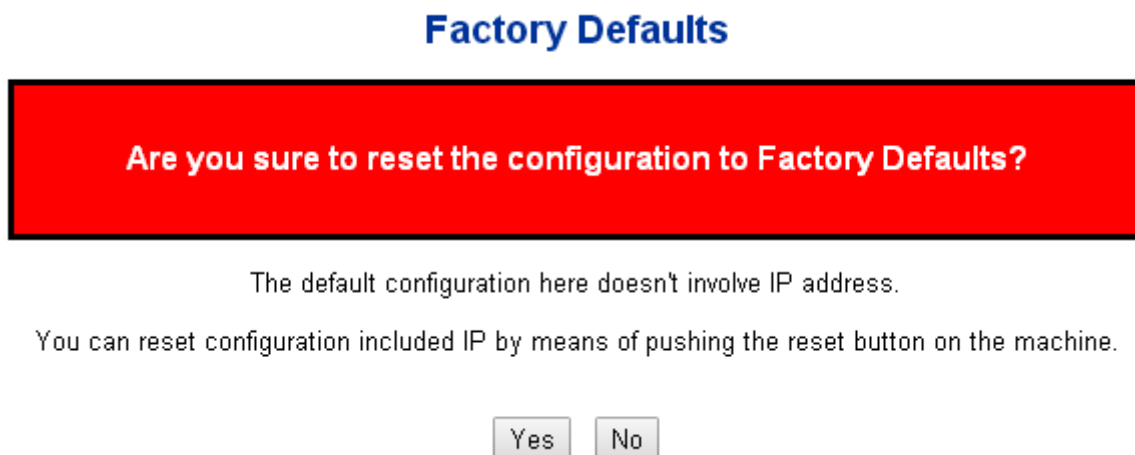 Factory Defaults
Are you sure to reset the configuration to Factory Defaults?
The default configuration here doesn't involve IP address.
You can reset configuration included IP by means of pushing the reset button on the machine.
Yes No